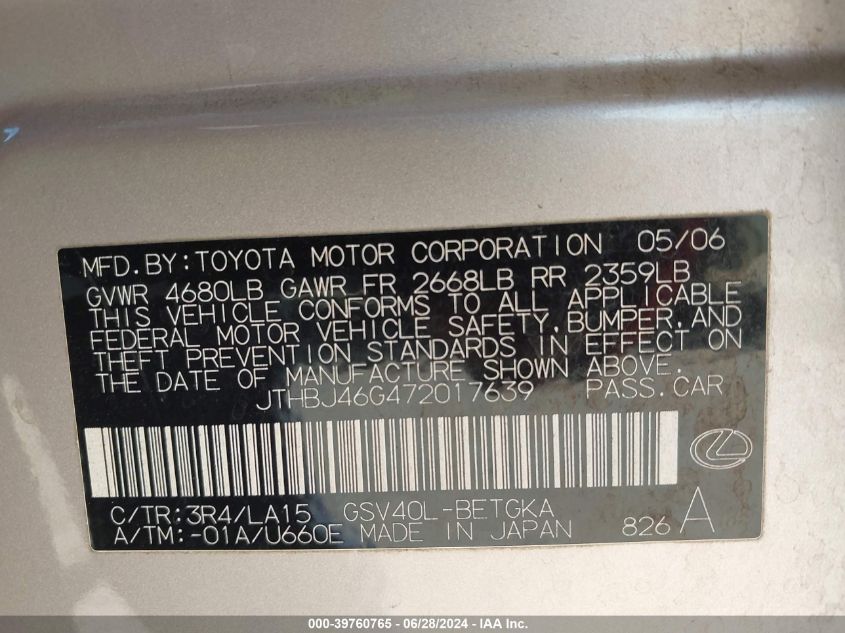 MFD.BY:TOYOTA MOTOR CORPORATION 05/06
GVWR 4680LB GAWR FR 2668LB RR 2359LB
THIS VEHICLE CONFORMS TO ALL APPLICABLE
FEDERAL MOTOR VEHICLE SAFETY,BUMPER,AND
THEFT PREVENTION STANDARDS IN EFFECT ON
THE DATE OF MANUFACTURE SHOWN ABOVE.
JTHBJ46G472017639 PASS.CAR
C/TR:3R4/LA15 GSV40L-BETGKA
A/TM:-01A/U660E MADE IN JAPAN 826 A
000-39760765 - 06/28/2024 - IAA Inc.